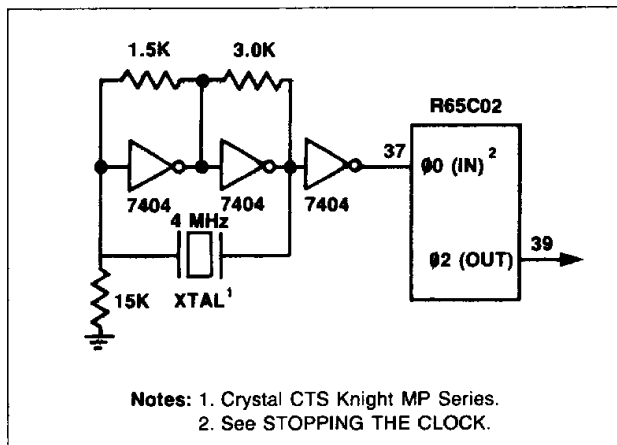 1.5K 3.0K
R65C02
37 φ0 (IN) ²
7404 7404 7404
4 MHz
φ2 (OUT) 39
15K XTAL¹
Notes: 1. Crystal CTS Knight MP Series.
2. See STOPPING THE CLOCK.